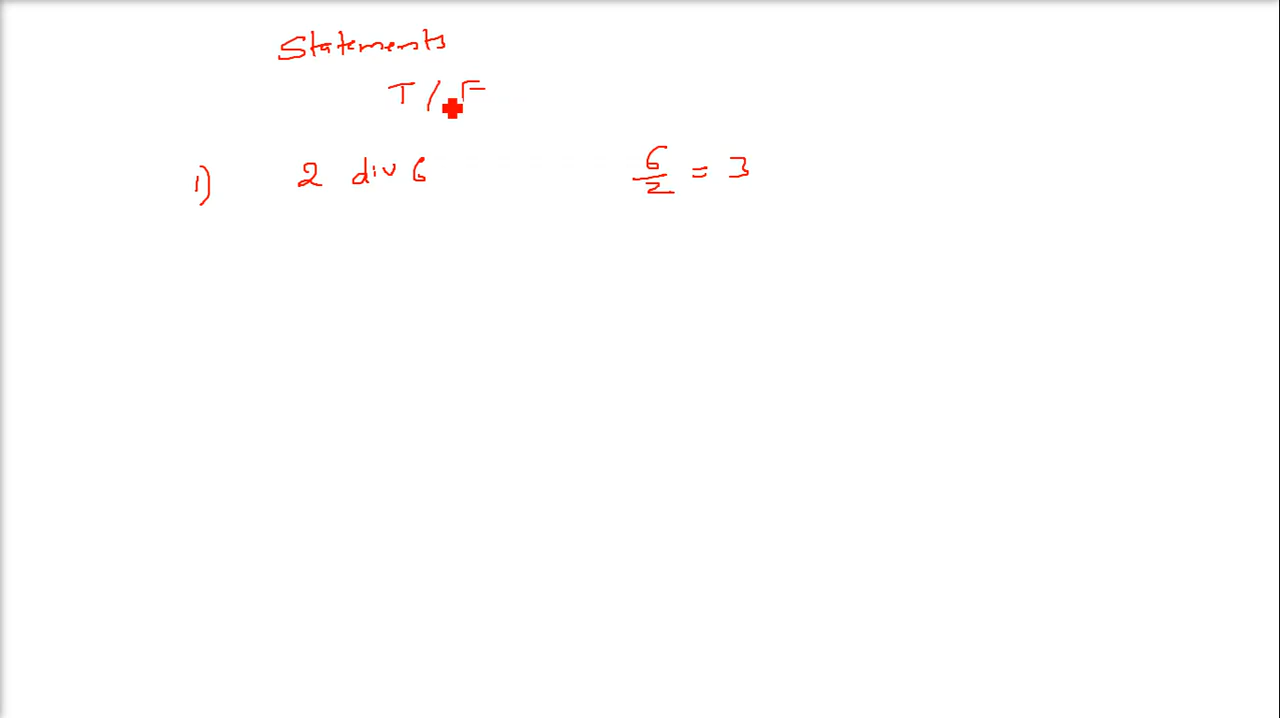 Statements
T / F
1) 2 div 6 6/2 = 3